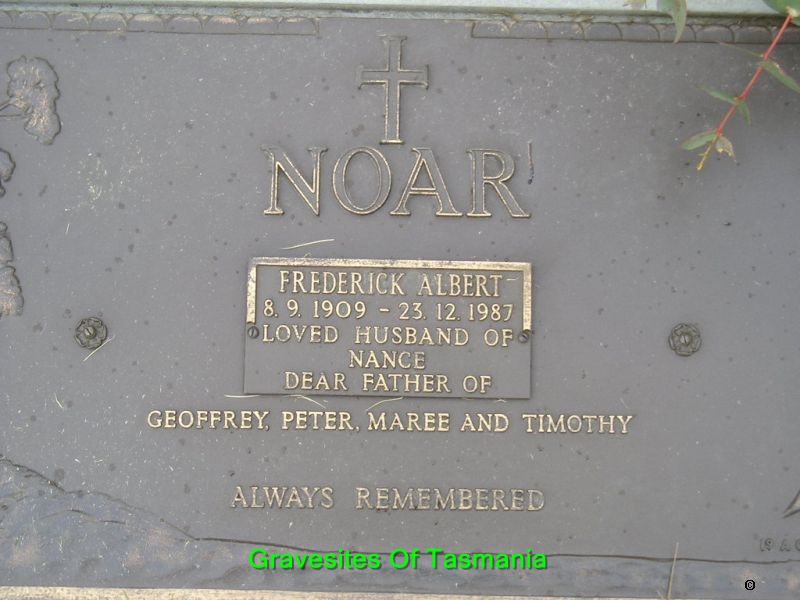 NOAR
FREDERICK ALBERT
8. 9. 1909 - 23. 12. 1987
LOVED HUSBAND OF
NANCE
DEAR FATHER OF
GEOFFREY, PETER, MAREE AND TIMOTHY
ALWAYS REMEMBERED
Gravesites Of Tasmania
©